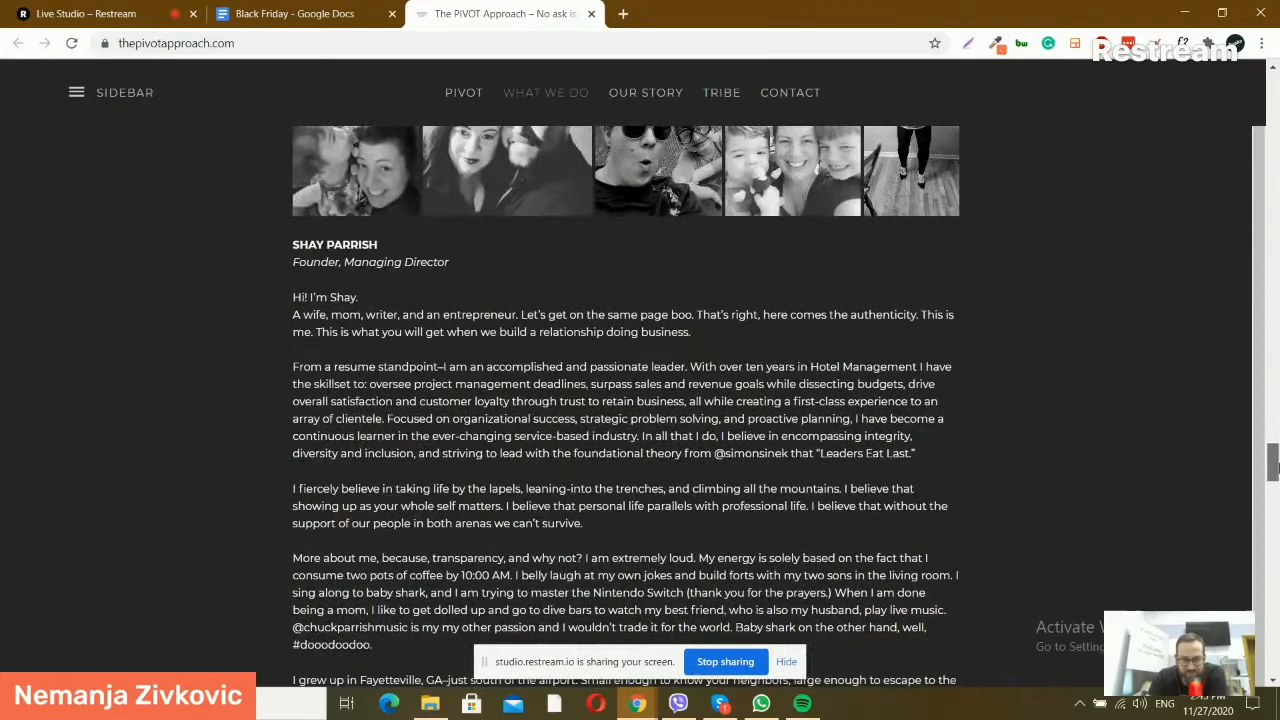 Live Studio – Restream
Black Friday - Google Docs
The PIVOT Approach – No ask is
thepivotapproach.com
Restream
SIDEBAR
PIVOT
WHAT WE DO
OUR STORY
TRIBE
CONTACT
SHAY PARRISH
Founder, Managing Director
Hi! I'm Shay.
A wife, mom, writer, and an entrepreneur. Let's get on the same page boo. That's right, here comes the authenticity. This is
me. This is what you will get when we build a relationship doing business.
From a resume standpoint–I am an accomplished and passionate leader. With over ten years in Hotel Management I have
the skillset to: oversee project management deadlines, surpass sales and revenue goals while dissecting budgets, drive
overall satisfaction and customer loyalty through trust to retain business, all while creating a first-class experience to an
array of clientele. Focused on organizational success, strategic problem solving, and proactive planning, I have become a
continuous learner in the ever-changing service-based industry. In all that I do, I believe in encompassing integrity,
diversity and inclusion, and striving to lead with the foundational theory from @simonsinek that “Leaders Eat Last.”
I fiercely believe in taking life by the lapels, leaning-into the trenches, and climbing all the mountains. I believe that
showing up as your whole self matters. I believe that personal life parallels with professional life. I believe that without the
support of our people in both arenas we can't survive.
More about me, because, transparency, and why not? I am extremely loud. My energy is solely based on the fact that I
consume two pots of coffee by 10:00 AM. I belly laugh at my own jokes and build forts with my two sons in the living room. I
sing along to baby shark, and I am trying to master the Nintendo Switch (thank you for the prayers.) When I am done
being a mom, I like to get dolled up and go to dive bars to watch my best friend, who is also my husband, play live music.
@chuckparrishmusic is my my other passion and I wouldn't trade it for the world. Baby shark on the other hand, well,
#dooodoodoo.
Activate
Go to Setting
studio.restream.io is sharing your screen.
Stop sharing
Hide
I grew up in Fayetteville, GA–just south of the airport. Small enough to know your neighbors, large enough to escape to the
Nemanja Zivkovic
ENG
2:45 PM
11/27/2020